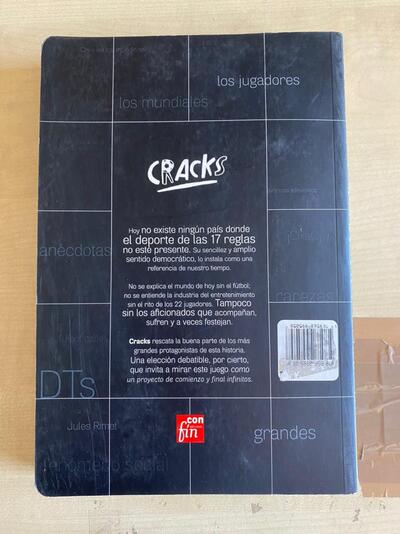 los jugadores
los mundiales
CRACKS
Hoy no existe ningún país donde
el deporte de las 17 reglas
no esté presente. Su sencillez y amplio
sentido democrático, lo instala como una
referencia de nuestro tiempo.
anécdotas
No se explica el mundo de hoy sin el fútbol;
no se entiende la industria del entretenimiento
sin el rito de los 22 jugadores. Tampoco
sin los aficionados que acompañan,
sufren y a veces festejan.
Cracks rescata la buena parte de los más
grandes protagonistas de esta historia.
Una elección debatible, por cierto,
que invita a mirar este juego como
un proyecto de comienzo y final infinitos.
DTs
Jules Rimet
con
fin
grandes
fenómeno social